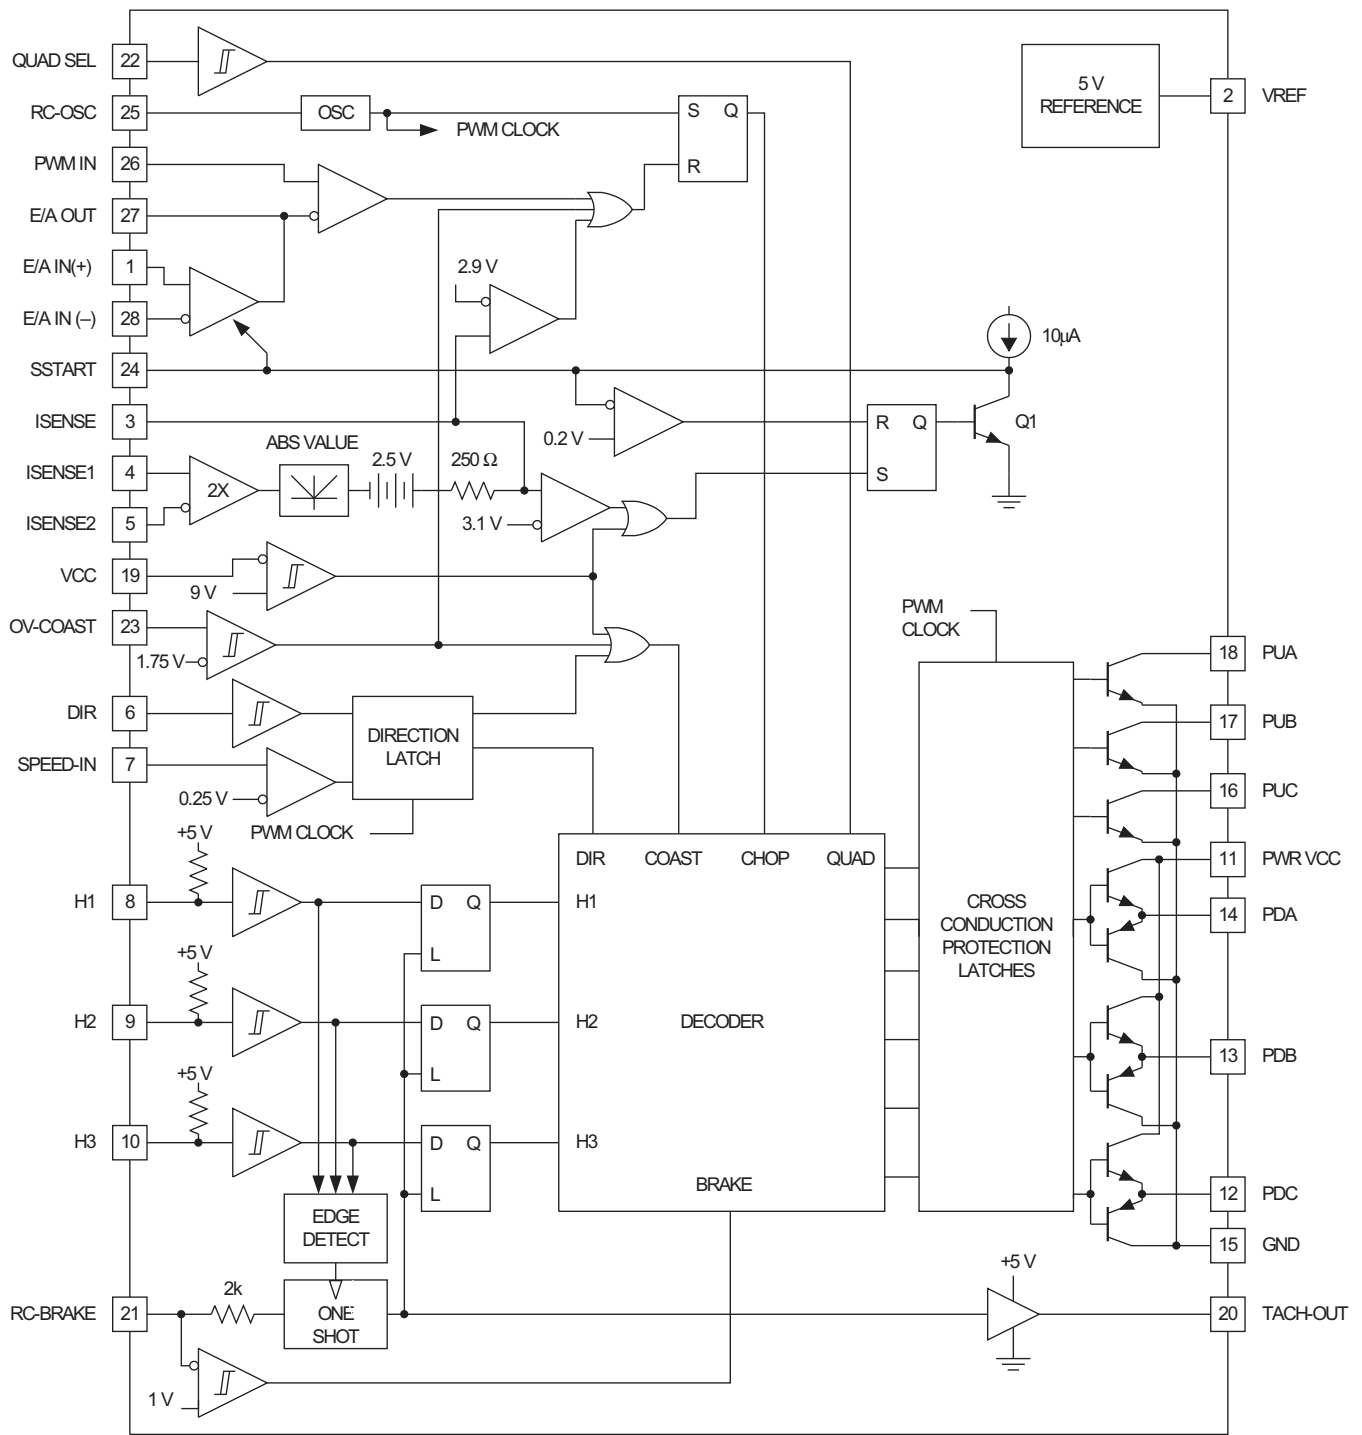 QUAD SEL 22
RC-OSC 25 OSC S Q 5 V REFERENCE 2 VREF
PWM CLOCK
PWM IN 26 R
E/A OUT 27
E/A IN(+) 1 2.9 V
E/A IN (–) 28 10µA
SSTART 24
ISENSE 3 0.2 V R Q Q1
ABS VALUE
ISENSE1 4 2X 2.5 V 250 Ω S
ISENSE2 5 3.1 V
VCC 19 9 V
OV-COAST 23 1.75 V
PWM CLOCK
18 PUA
DIR 6 DIRECTION LATCH 17 PUB
SPEED-IN 7 0.25 V
16 PUC
+5 V PWM CLOCK
DIR COAST CHOP QUAD 11 PWR VCC
H1 8 D Q H1 CROSS CONDUCTION PROTECTION LATCHES 14 PDA
+5 V L
H2 9 D Q H2 DECODER
13 PDB
+5 V L
H3 10 D Q H3
L BRAKE 12 PDC
EDGE DETECT 15 GND
+5 V
RC-BRAKE 21 2k ONE SHOT 20 TACH-OUT
1 V